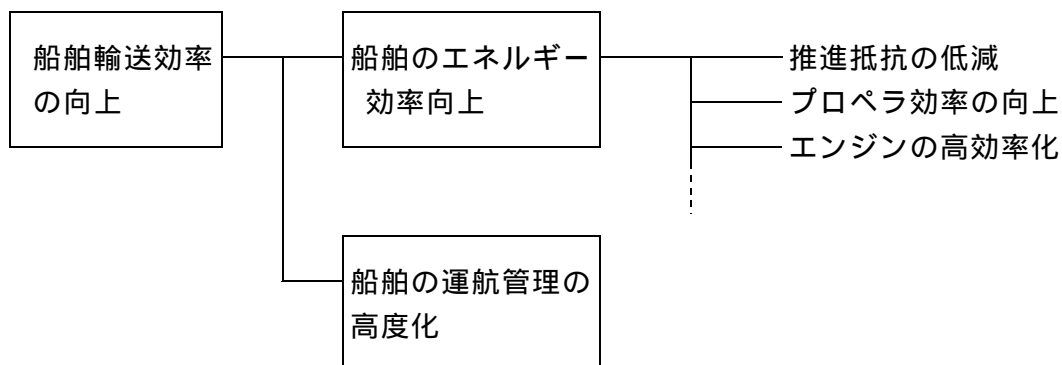 船舶輸送効率
の向上
船舶のエネルギー
効率向上
推進抵抗の低減
プロペラ効率の向上
エンジンの高効率化
船舶の運航管理の
高度化